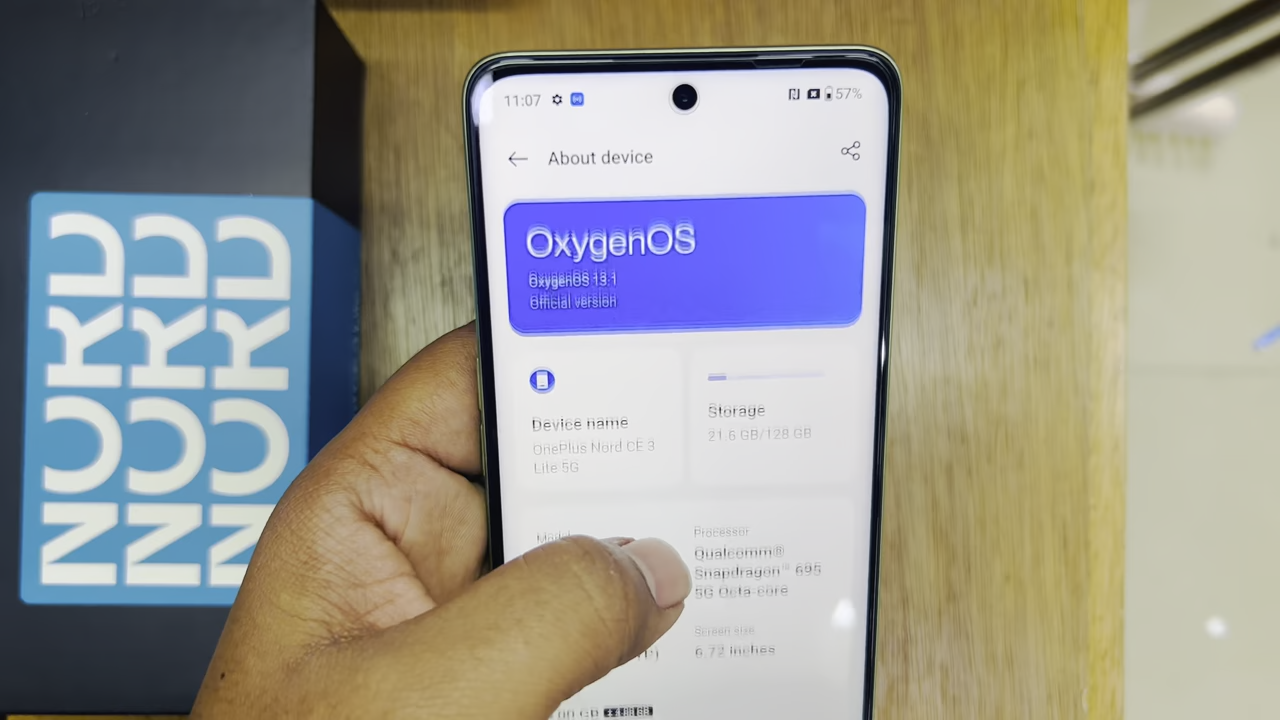 NORD
NORD
NORD
11:07
57%
About device
OxygenOS
OxygenOS 13.1
Official version
Device name
OnePlus Nord CE 3
Lite 5G
Storage
21.6 GB/128 GB
Processor
Qualcomm®
Snapdragon™ 695
5G Octa-core
Screen size
6.72 inches
GB